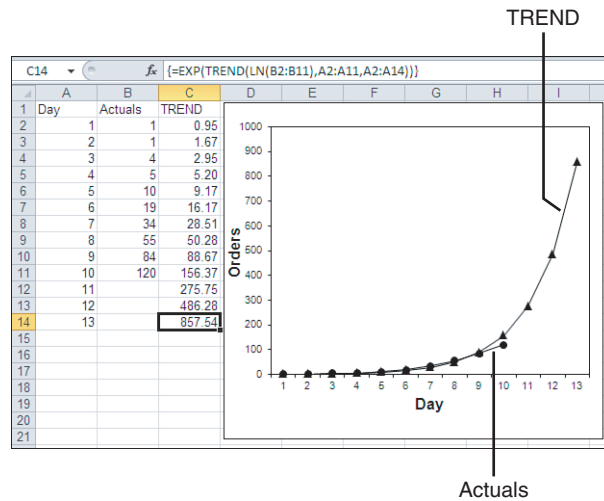 TREND
C14 fx {=EXP(TREND(LN(B2:B11),A2:A11,A2:A14))}
A B C D E F G H I
1 Day Actuals TREND
2 1 1 0.95
3 2 1 1.67
4 3 4 2.95
5 4 5 5.20
6 5 10 9.17
7 6 19 16.17
8 7 34 28.51
9 8 55 50.28
10 9 84 88.67
11 10 120 156.37
12 11 275.75
13 12 486.28
14 13 857.54
15
16
17
18
19
20
21
1000
900
800
700
600
500
400
300
200
100
0
Orders
1 2 3 4 5 6 7 8 9 10 11 12 13
Day
Actuals